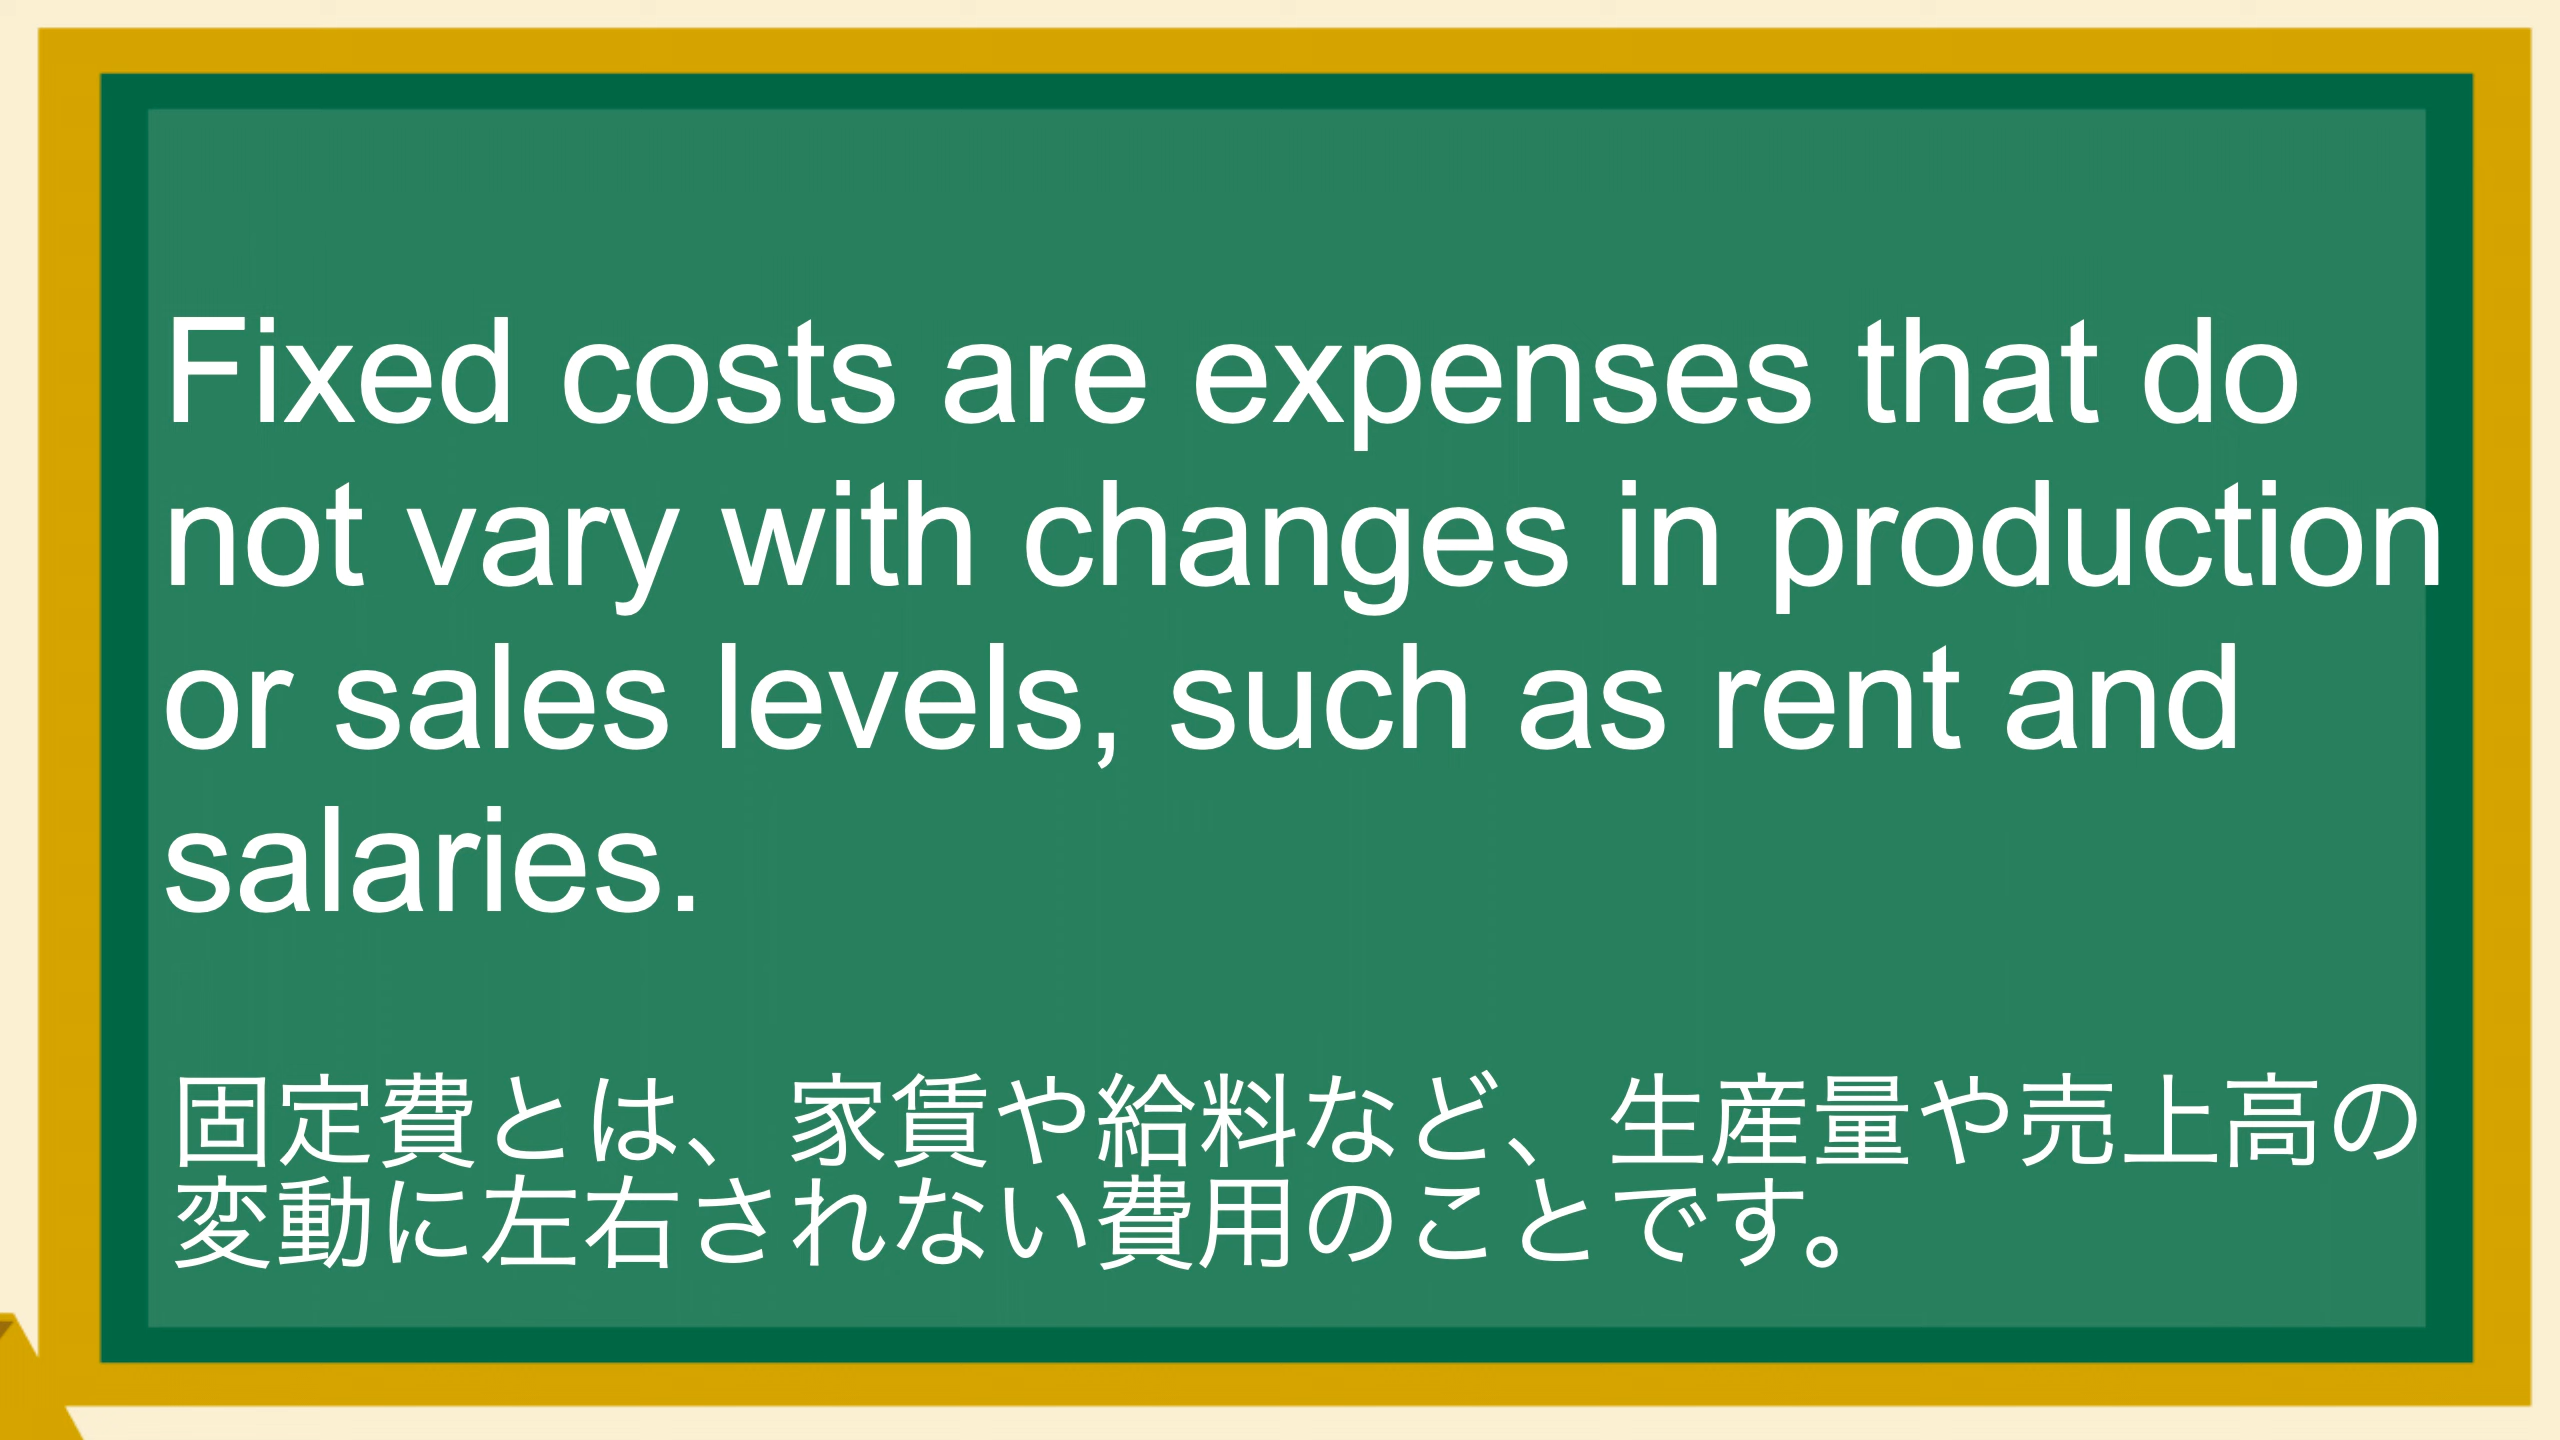 Fixed costs are expenses that do
not vary with changes in production
or sales levels, such as rent and
salaries.
固定費とは、家賃や給料など、生産量や売上高の
変動に左右されない費用のことです。